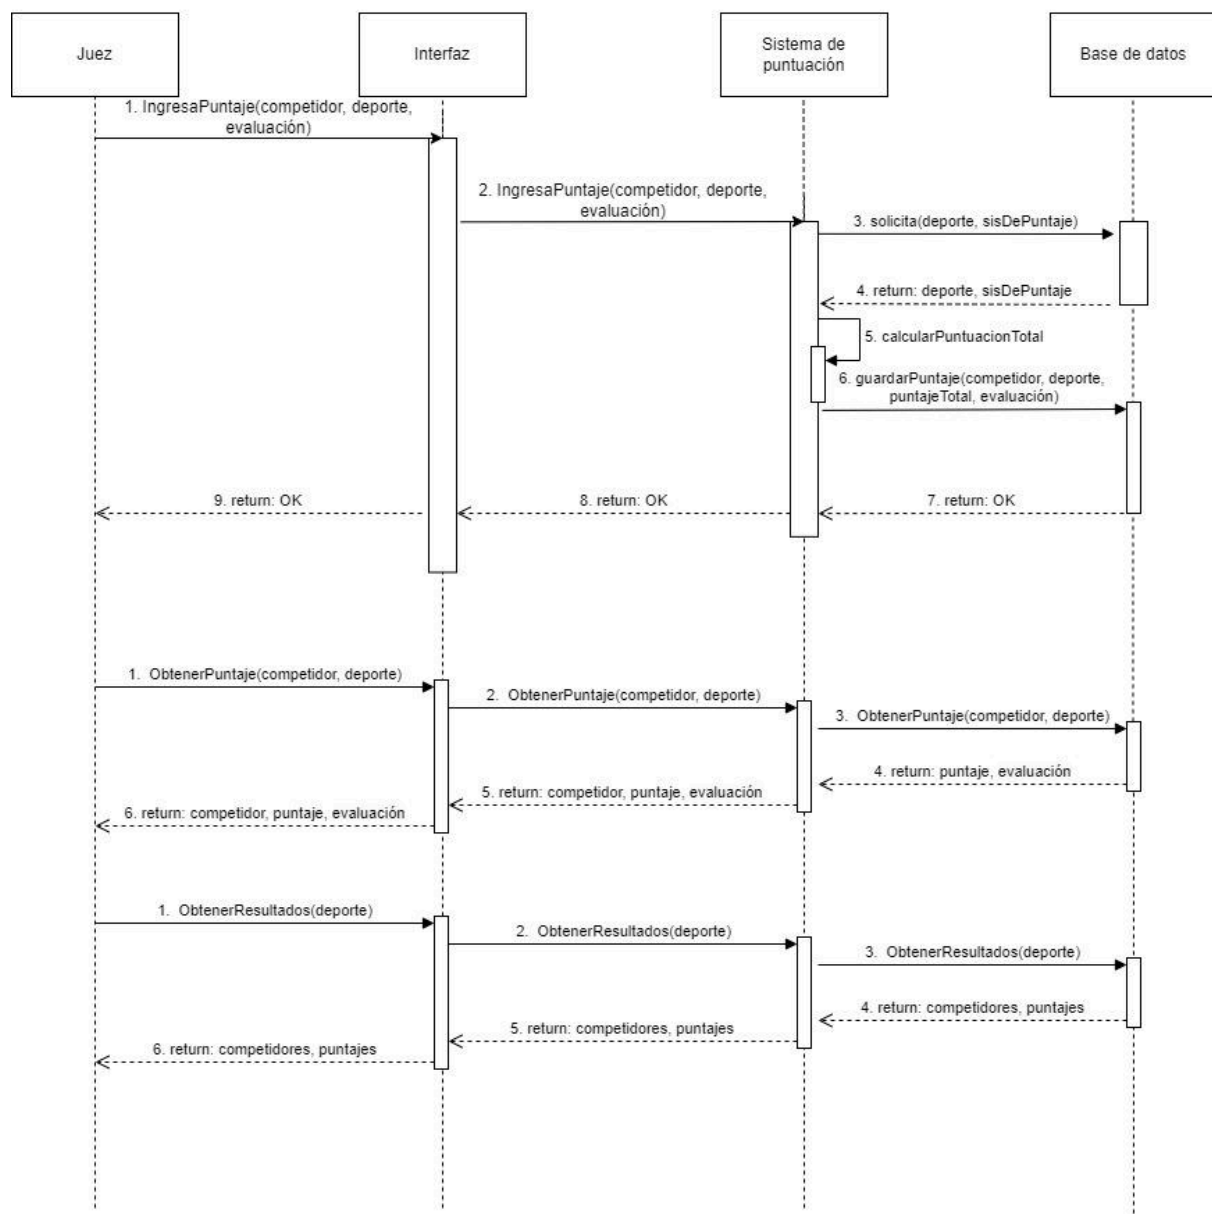 Juez
Interfaz
Sistema de
puntuación
Base de datos
1. IngresaPuntaje(competidor, deporte,
evaluación)
2. IngresaPuntaje(competidor, deporte,
evaluación)
3. solicita(deporte, sisDePuntaje)
4. return: deporte, sisDePuntaje
5. calcularPuntuacionTotal
6. guardarPuntaje(competidor, deporte,
puntajeTotal, evaluación)
9. return: OK
8. return: OK
7. return: OK
1. ObtenerPuntaje(competidor, deporte)
2. ObtenerPuntaje(competidor, deporte)
3. ObtenerPuntaje(competidor, deporte)
4. return: puntaje, evaluación
5. return: competidor, puntaje, evaluación
6. return: competidor, puntaje, evaluación
1. ObtenerResultados(deporte)
2. ObtenerResultados(deporte)
3. ObtenerResultados(deporte)
4. return: competidores, puntajes
5. return: competidores, puntajes
6. return: competidores, puntajes